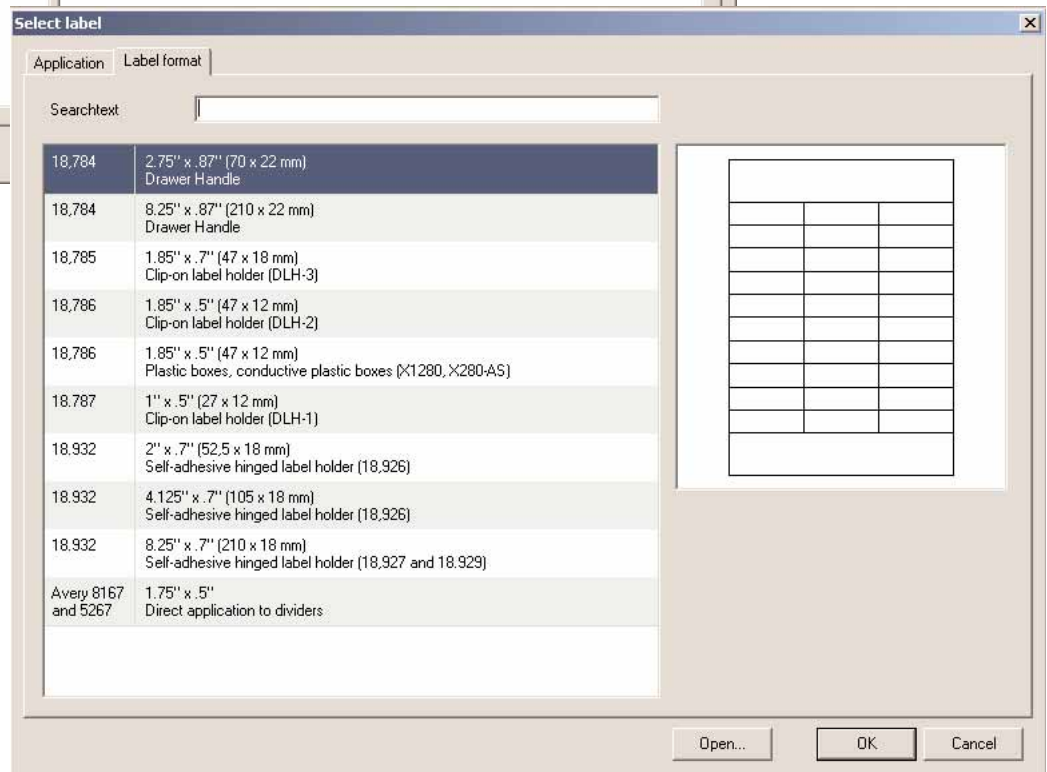 Select label
Application Label format
Searchtext
18,784 2.75'' x .87'' (70 x 22 mm)
Drawer Handle
18,784 8.25'' x .87'' (210 x 22 mm)
Drawer Handle
18,785 1.85'' x .7'' (47 x 18 mm)
Clip-on label holder (DLH-3)
18,786 1.85'' x .5'' (47 x 12 mm)
Clip-on label holder (DLH-2)
18,786 1.85'' x .5'' (47 x 12 mm)
Plastic boxes, conductive plastic boxes (X1280, X280-AS)
18.787 1'' x .5'' (27 x 12 mm)
Clip-on label holder (DLH-1)
18.932 2'' x .7'' (52,5 x 18 mm)
Self-adhesive hinged label holder (18,926)
18.932 4.125'' x .7'' (105 x 18 mm)
Self-adhesive hinged label holder (18,926)
18.932 8.25'' x .7'' (210 x 18 mm)
Self-adhesive hinged label holder (18,927 and 18.929)
Avery 8167 1.75'' x .5''
and 5267 Direct application to dividers
Open... OK Cancel